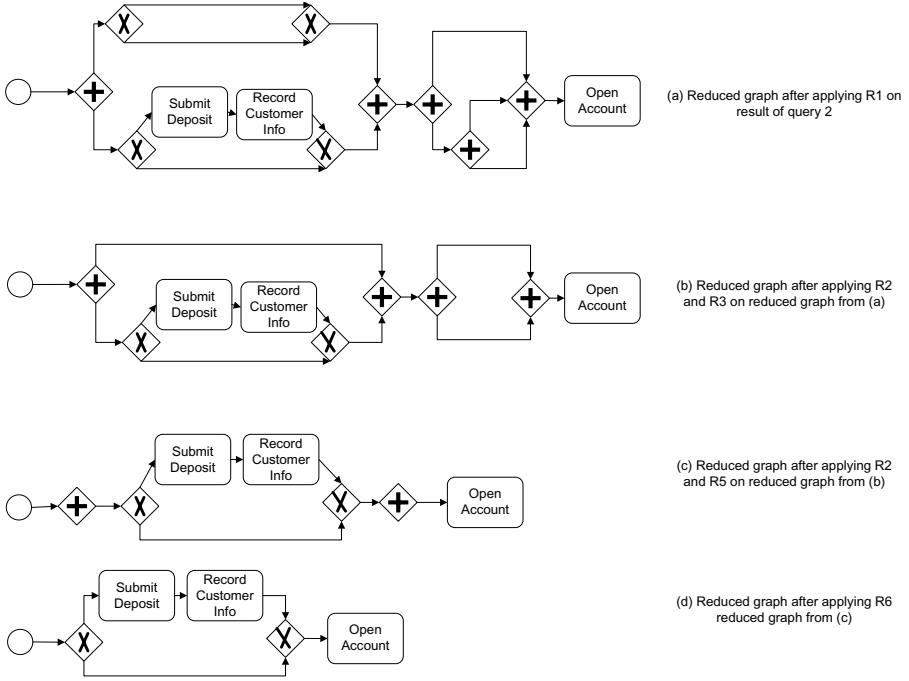 Submit
Deposit
Record
Customer
Info
Open
Account
(a) Reduced graph after applying R1 on
result of query 2
Submit
Deposit
Record
Customer
Info
Open
Account
(b) Reduced graph after applying R2
and R3 on reduced graph from (a)
Submit
Deposit
Record
Customer
Info
Open
Account
(c) Reduced graph after applying R2
and R5 on reduced graph from (b)
Submit
Deposit
Record
Customer
Info
Open
Account
(d) Reduced graph after applying R6
reduced graph from (c)